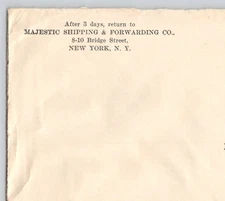 After 3 days, return to
MAJESTIC SHIPPING & FORWARDING CO.,
8-10 Bridge Street,
NEW YORK, N. Y.